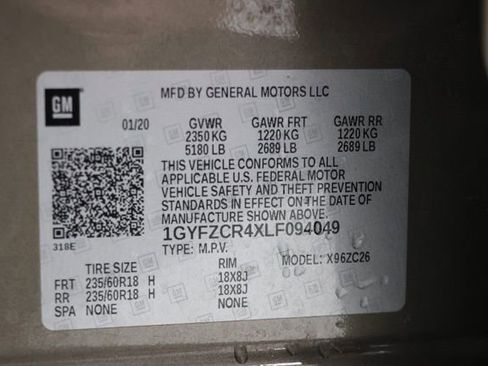 GM
MFD BY GENERAL MOTORS LLC
01/20 GVWR GAWR FRT GAWR RR
2350 KG 1220 KG 1220 KG
5180 LB 2689 LB 2689 LB
THIS VEHICLE CONFORMS TO ALL
APPLICABLE U.S. FEDERAL MOTOR
VEHICLE SAFETY AND THEFT PREVENTION
STANDARDS IN EFFECT ON THE DATE OF
MANUFACTURE SHOWN ABOVE.
318E
1GYFZCR4XLF094049
TYPE: M.P.V. MODEL: X96ZC26
TIRE SIZE RIM
FRT 235/60R18 H 18X8J
RR 235/60R18 H 18X8J
SPA NONE NONE